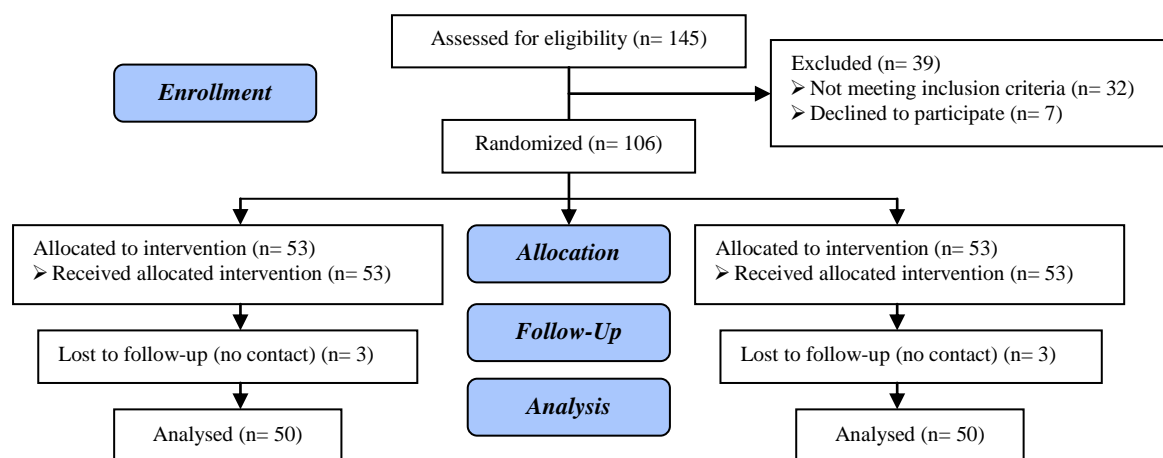 Assessed for eligibility (n= 145)
Excluded (n= 39)
➢ Not meeting inclusion criteria (n= 32)
➢ Declined to participate (n= 7)
Enrollment
Randomized (n= 106)
Allocated to intervention (n= 53)
➢ Received allocated intervention (n= 53)
Allocation
Allocated to intervention (n= 53)
➢ Received allocated intervention (n= 53)
Lost to follow-up (no contact) (n= 3)
Follow-Up
Lost to follow-up (no contact) (n= 3)
Analysed (n= 50)
Analysis
Analysed (n= 50)